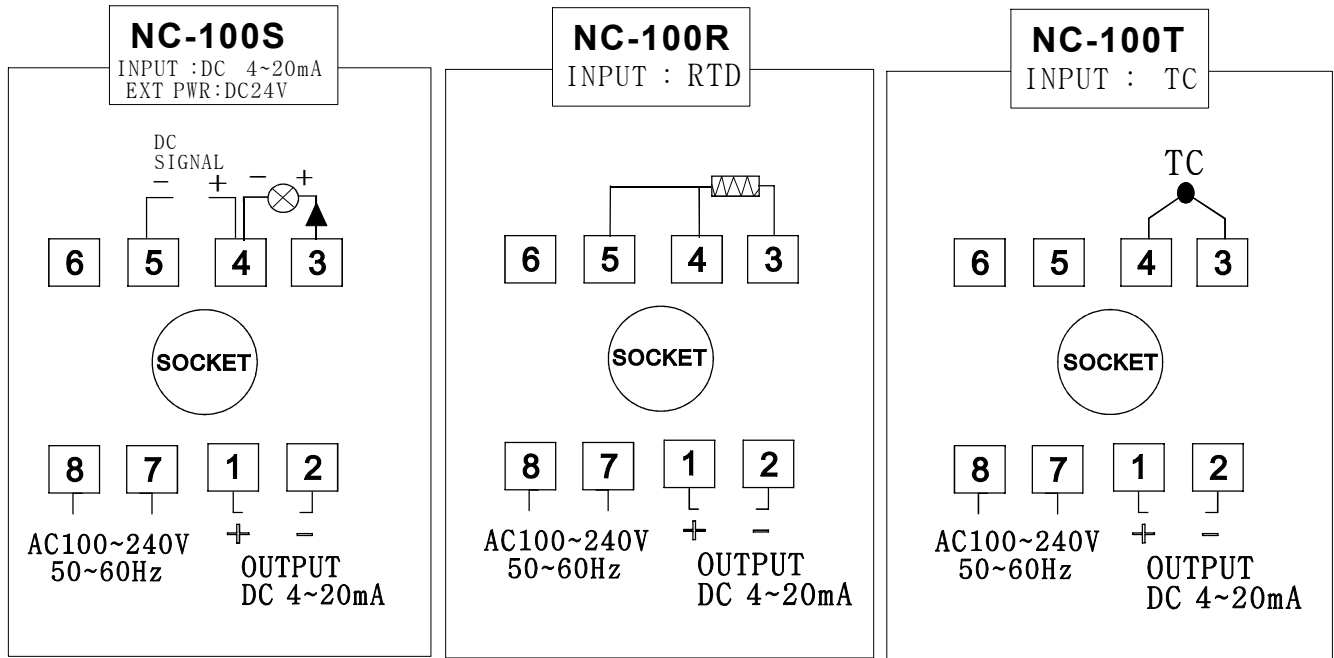 NC-100S
INPUT :DC 4~20mA
EXT PWR:DC24V
DC
SIGNAL
- + - +
6 5 4 3
SOCKET
8 7 1 2
+ -
AC100~240V
50~60Hz
OUTPUT
DC 4~20mA
NC-100R
INPUT : RTD
6 5 4 3
SOCKET
8 7 1 2
+ -
AC100~240V
50~60Hz
OUTPUT
DC 4~20mA
NC-100T
INPUT : TC
TC
6 5 4 3
SOCKET
8 7 1 2
+ -
AC100~240V
50~60Hz
OUTPUT
DC 4~20mA